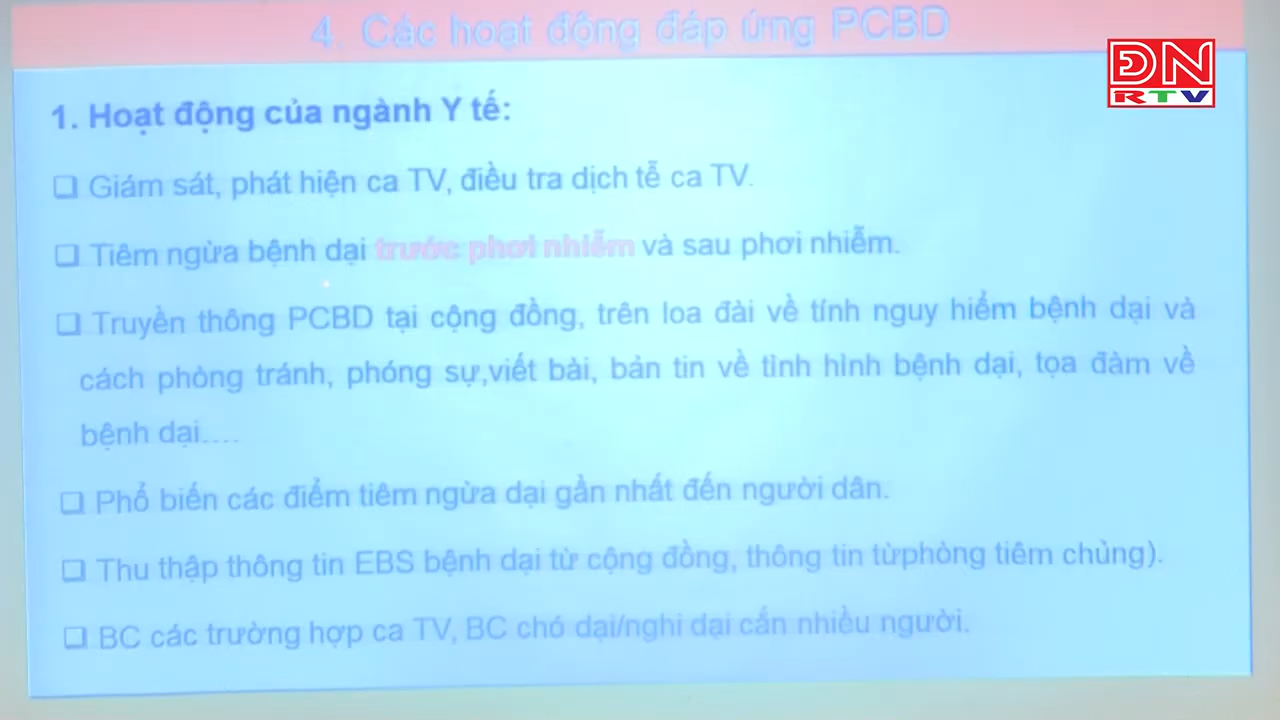 4. Các hoạt động đáp ứng PCBD
ĐN
RTV
1. Hoạt động của ngành Y tế:
❑ Giám sát, phát hiện ca TV, điều tra dịch tễ ca TV.
❑ Tiêm ngừa bệnh dại trước phơi nhiễm và sau phơi nhiễm.
❑ Truyền thông PCBD tại cộng đồng, trên loa đài về tính nguy hiểm bệnh dại và
cách phòng tránh, phóng sự,viết bài, bản tin về tình hình bệnh dại, tọa đàm về
bệnh dại....
❑ Phổ biến các điểm tiêm ngừa dại gần nhất đến người dân.
❑ Thu thập thông tin EBS bệnh dại từ cộng đồng, thông tin từphòng tiêm chủng).
❑ BC các trường hợp ca TV, BC chó dại/nghi dại cắn nhiều người.